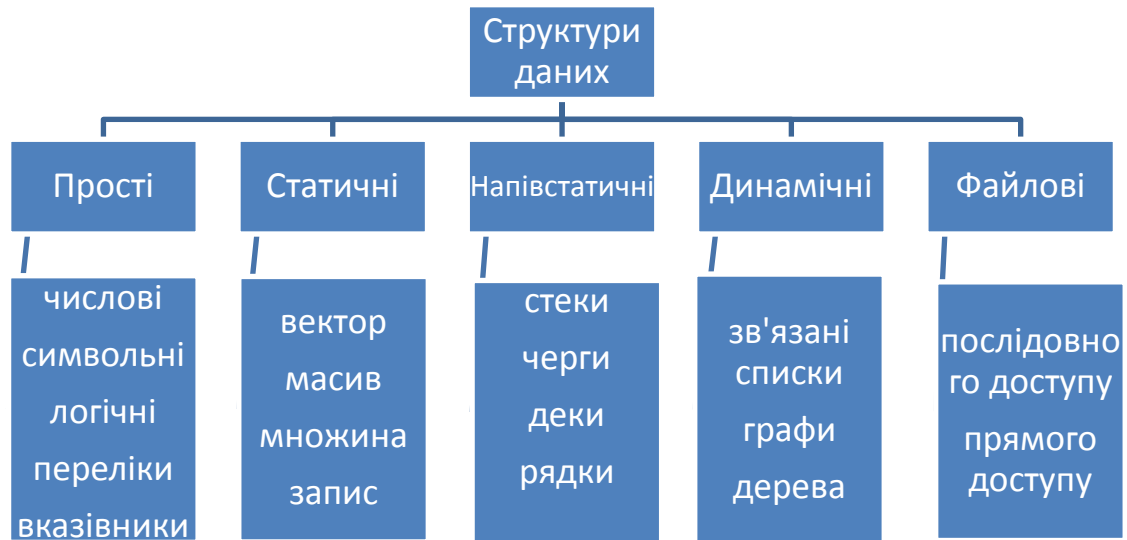 Структури
даних
Прості
Статичні
Напівстатичні
Динамічні
Файлові
числові
символьні
логічні
переліки
вказівники
вектор
масив
множина
запис
стеки
черги
деки
рядки
зв'язані
списки
графи
дерева
послідовно
го доступу
прямого
доступу